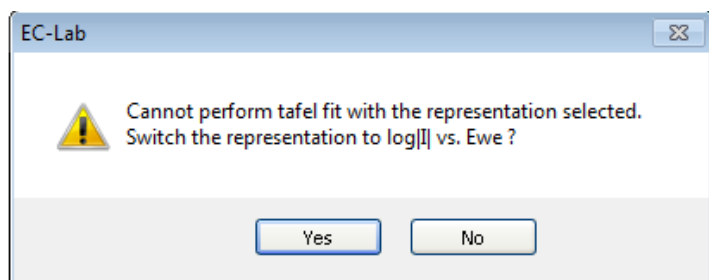 EC-Lab
Cannot perform tafel fit with the representation selected.
Switch the representation to log|I| vs. Ewe ?
Yes
No